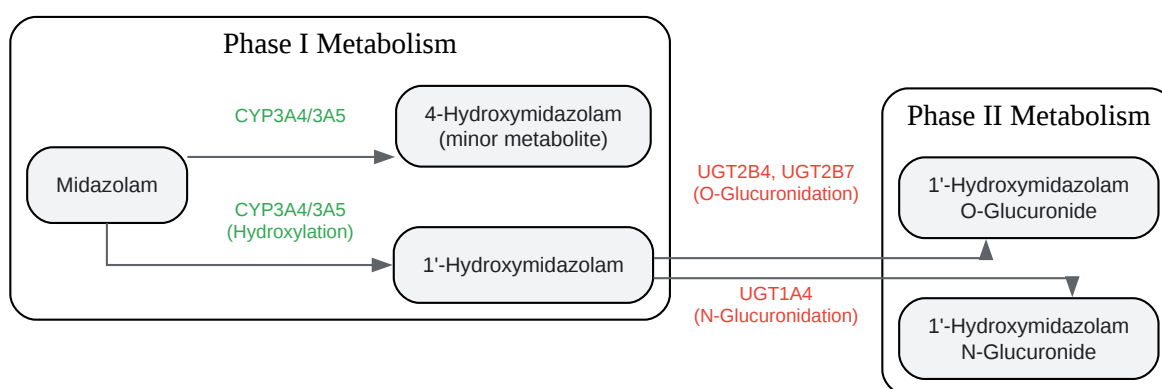 Phase I Metabolism
CYP3A4/3A5
4-Hydroxymidazolam
(minor metabolite)
Midazolam
CYP3A4/3A5
(Hydroxylation)
1'-Hydroxymidazolam
UGT2B4, UGT2B7
(O-Glucuronidation)
UGT1A4
(N-Glucuronidation)
Phase II Metabolism
1'-Hydroxymidazolam
O-Glucuronide
1'-Hydroxymidazolam
N-Glucuronide